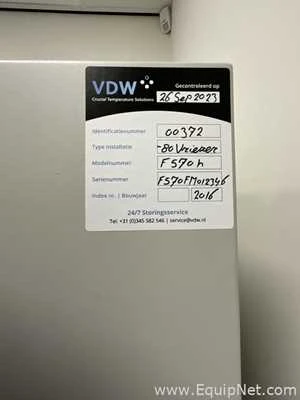 VDW
Crucial Temperature Solutions
Gecontroleerd op
26 Sep 2023
Identificatienummer 00372
Type installatie -80 Vriezer
Modelnummer F570h
Serienummer F570FM012346
Index nr. | Bouwjaar 2016
24/7 Storingsservice
Tel +31 (0)345 582 546 | service@vdw.nl
www.EquipNet.com